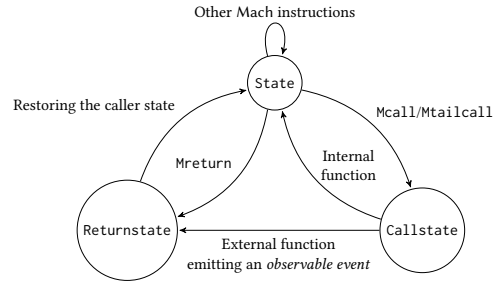 Other Mach instructions
State
Restoring the caller state
Mcall/Mtailcall
Mreturn
Internal
function
Returnstate
Callstate
External function
emitting an observable event